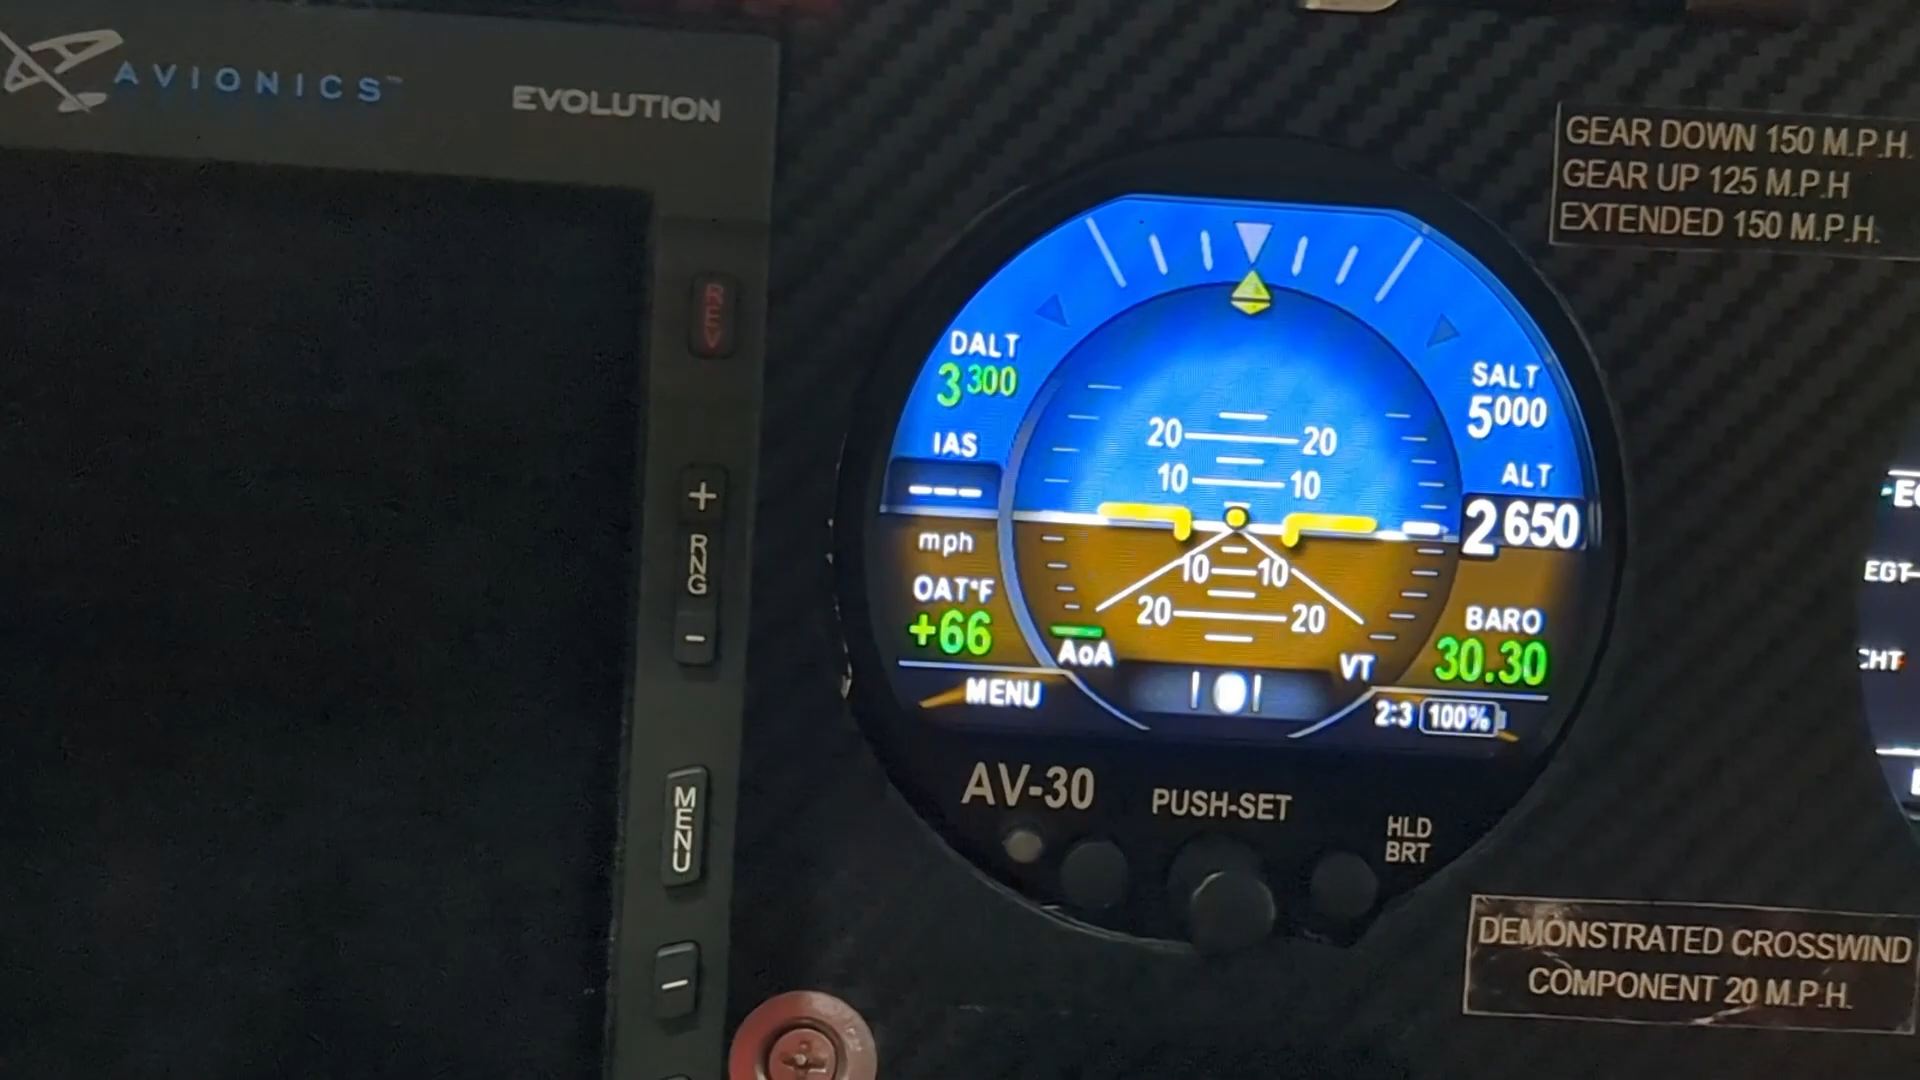 AVIONICS™
EVOLUTION
REV
+
RNG
-
MENU
-
GEAR DOWN 150 M.P.H.
GEAR UP 125 M.P.H
EXTENDED 150 M.P.H.
DALT
3300
SALT
5000
IAS
---
mph
ALT
2650
20 20
10 10
10 10
20 20
OAT°F
+66
BARO
30.30
AoA
VT
MENU
2:3 100%
AV-30
PUSH-SET
HLD
BRT
EGT
CHT
DEMONSTRATED CROSSWIND
COMPONENT 20 M.P.H.